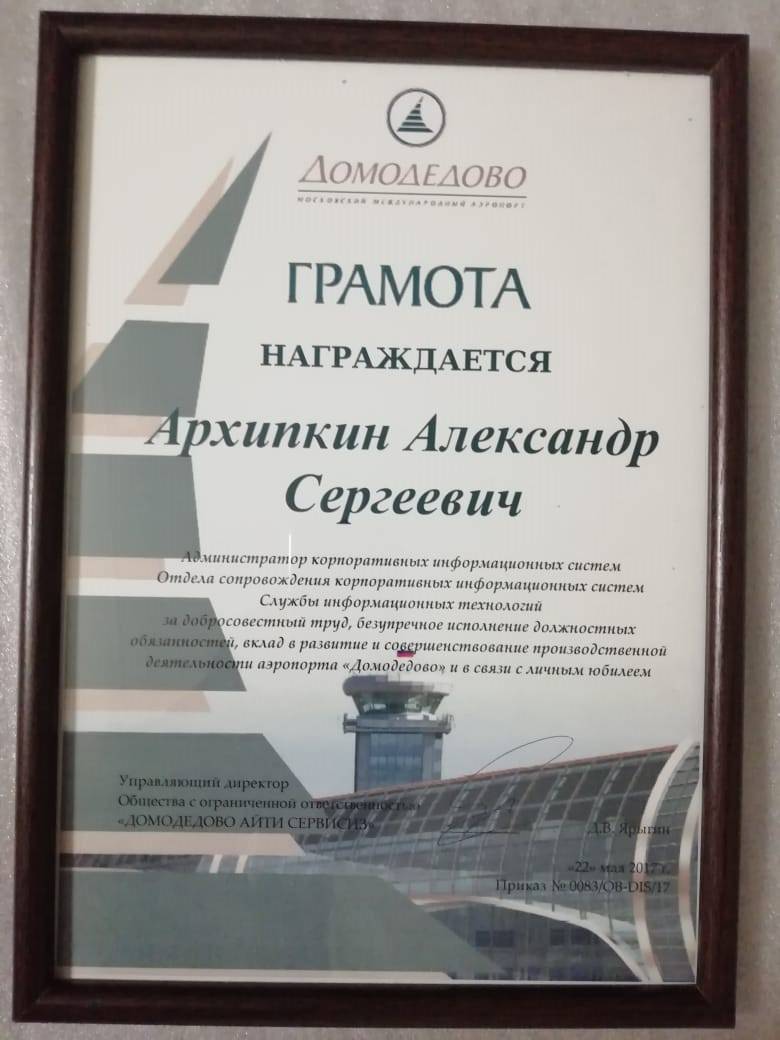 ДОМОДЕДОВО
МОСКОВСКИЙ МЕЖДУНАРОДНЫЙ АЭРОПОРТ
ГРАМОТА
НАГРАЖДАЕТСЯ
Архипкин Александр
Сергеевич
Администратор корпоративных информационных систем
Отдела сопровождения корпоративных информационных систем
Службы информационных технологий
за добросовестный труд, безупречное исполнение должностных
обязанностей, вклад в развитие и совершенствование производственной
деятельности аэропорта «Домодедово» и в связи с личным юбилеем
Управляющий директор
Общества с ограниченной ответственностью
«ДОМОДЕДОВО АЙТИ СЕРВИСИЗ»
Д.В. Ярыгин
«22» мая 2017 г.
Приказ № 0083/OB-DIS/17